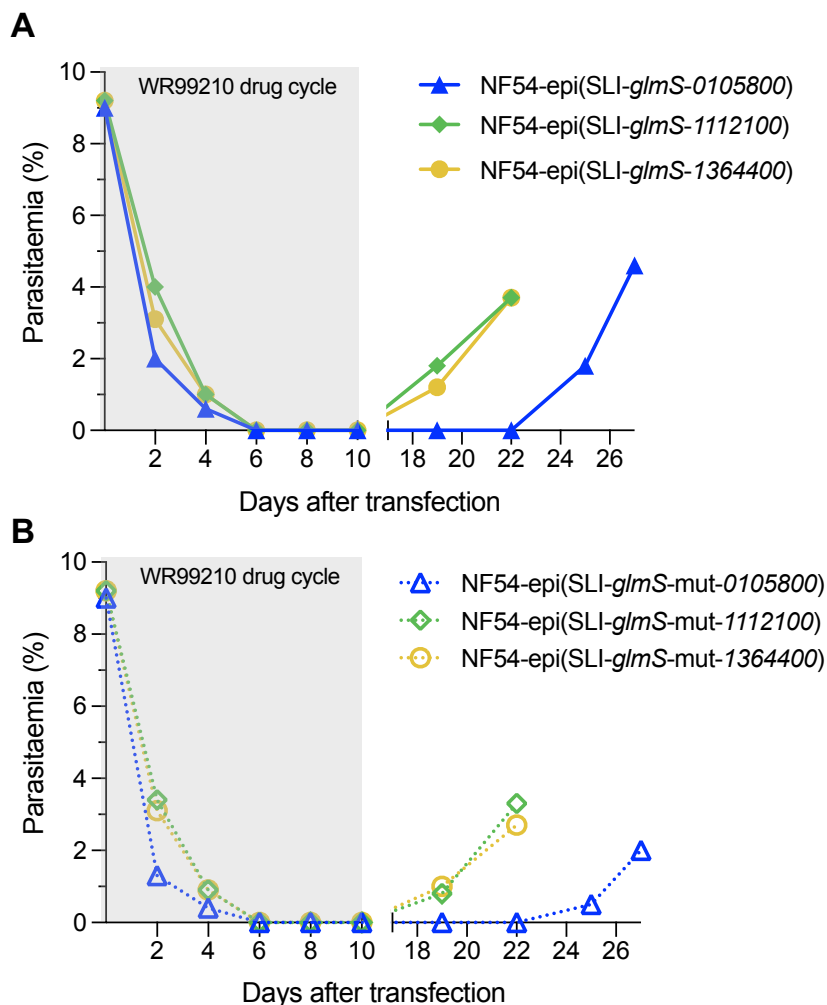 A
WR99210 drug cycle
NF54-epi(SLI-glmS-0105800)
NF54-epi(SLI-glmS-1112100)
NF54-epi(SLI-glmS-1364400)
Parasitaemia (%)
10
8
6
4
2
0
2 4 6 8 10 18 20 22 24 26
Days after transfection
B
WR99210 drug cycle
NF54-epi(SLI-glmS-mut-0105800)
NF54-epi(SLI-glmS-mut-1112100)
NF54-epi(SLI-glmS-mut-1364400)
Parasitaemia (%)
10
8
6
4
2
0
2 4 6 8 10 18 20 22 24 26
Days after transfection